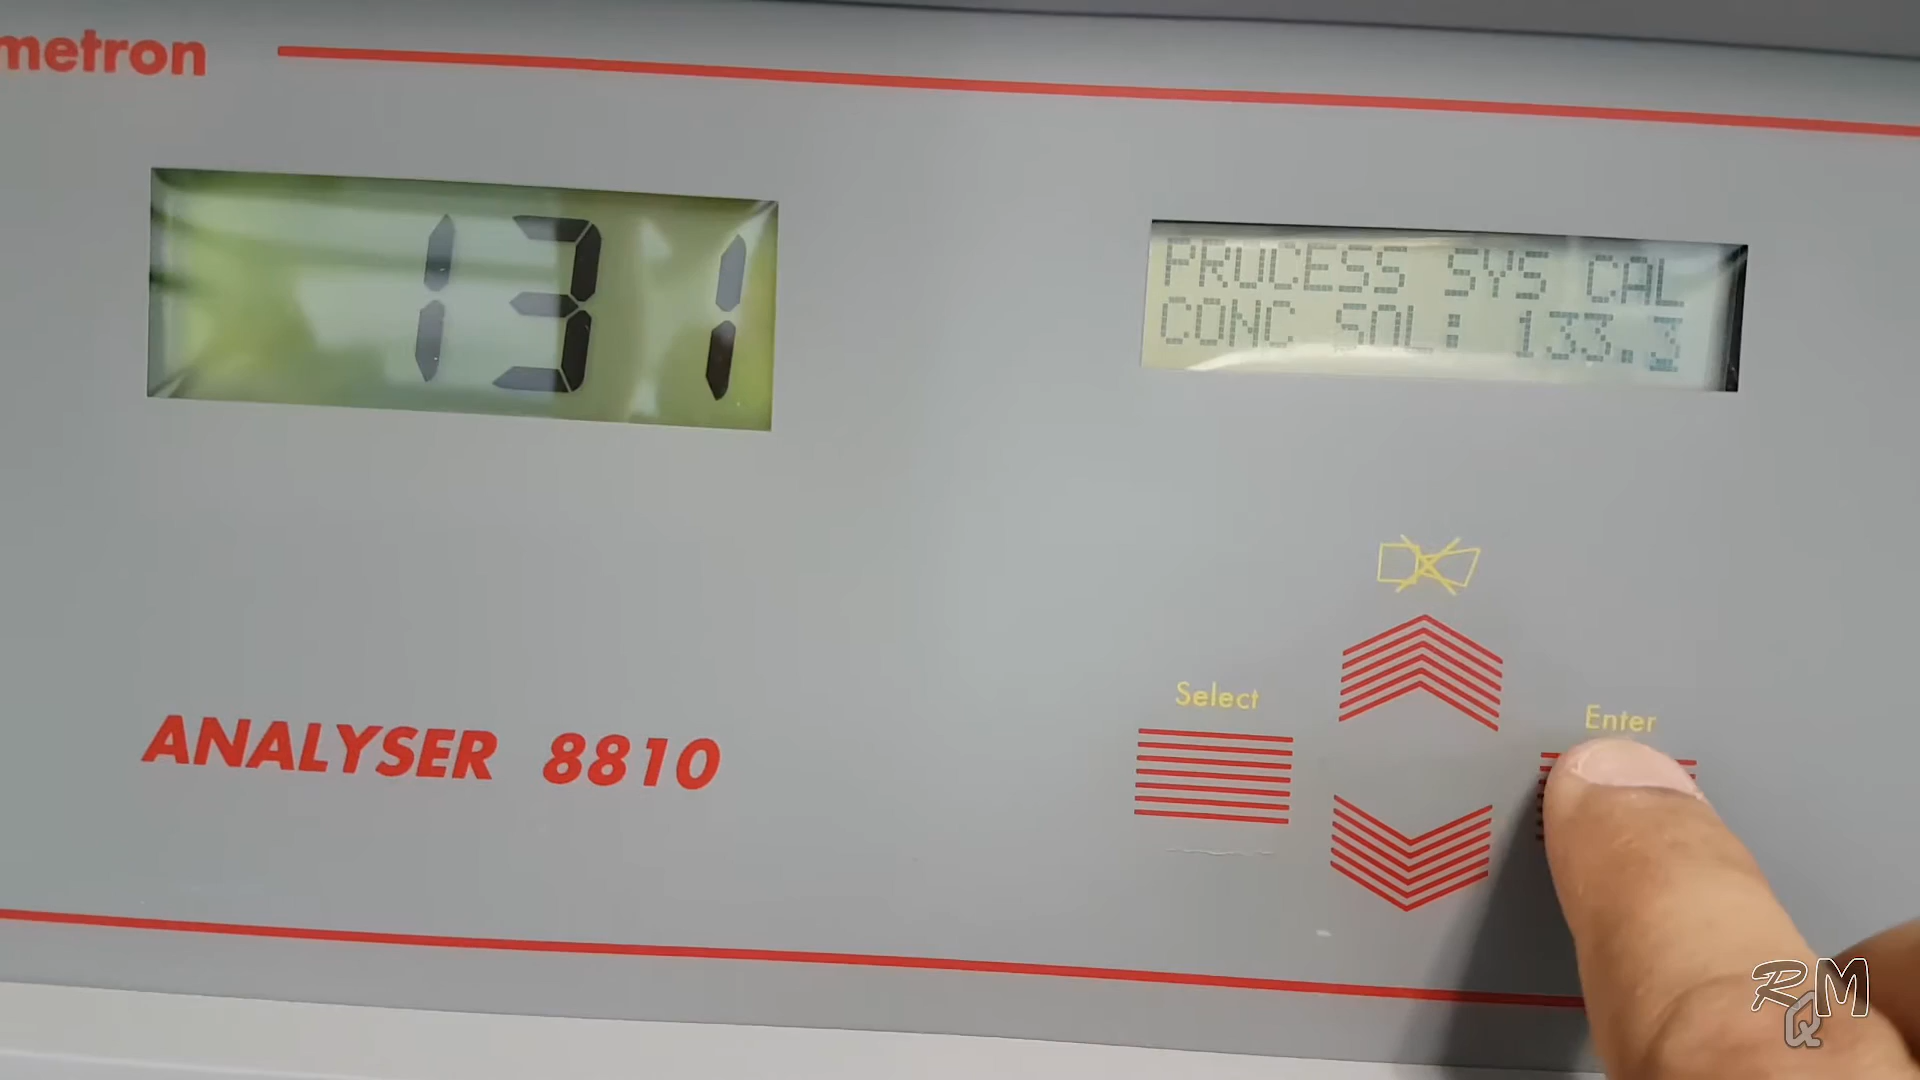 metron
131
PROCESS SYS CAL
CONC SOL: 133.3
Select
Enter
ANALYSER 8810
RQM